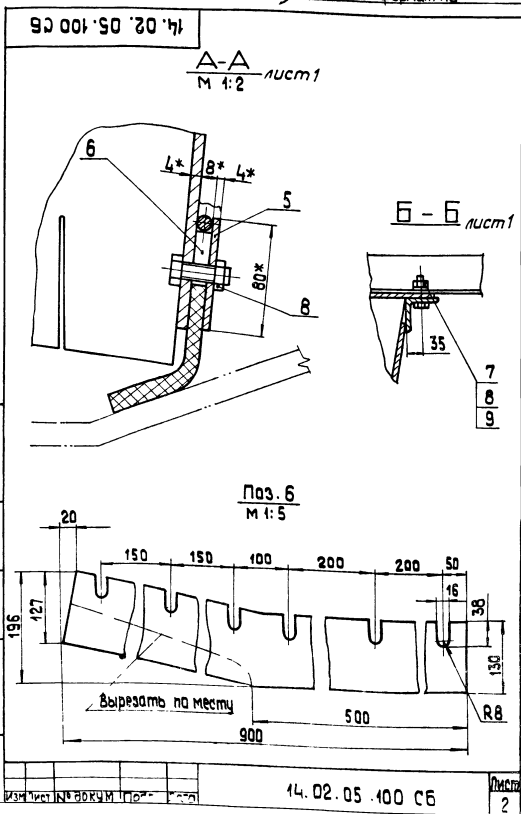 14.02.05.100 СБ
А-А лист 1
М 1:2
6
4* 8* 4*
5
80*
8
Б - Б лист 1
35
7
8
9
Поз. 6
М 1:5
20
150 150 100 200 200 50
16
38
196
127
130
Вырезать по месту
R8
500
900
Изм Лист № докум
14.02.05.100 СБ
Лист
2